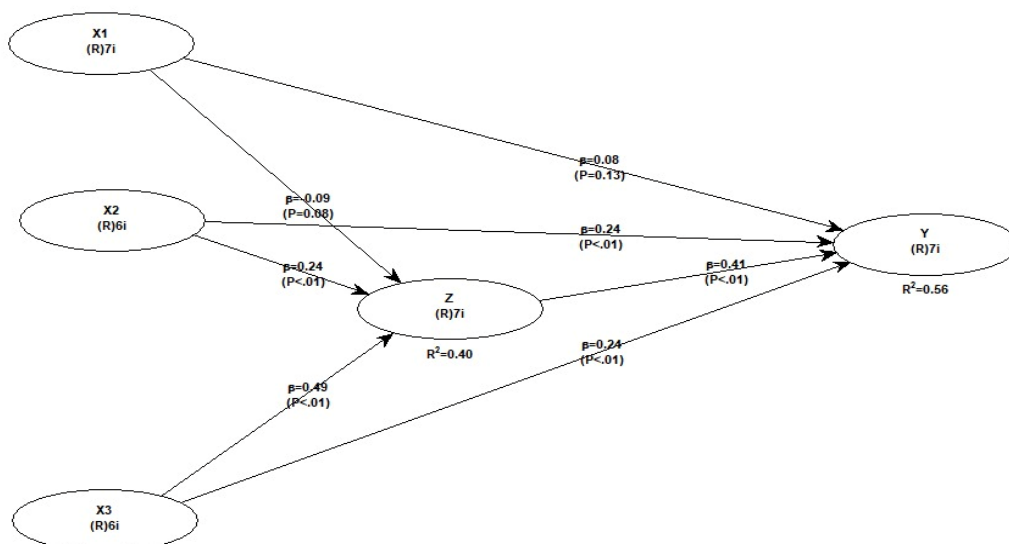 X1
(R)7i
β=0.08
(P=0.13)
β=-0.09
(P=0.08)
X2
(R)6i
β=0.24
(P<.01)
Y
(R)7i
R²=0.56
β=0.24
(P<.01)
β=0.41
(P<.01)
Z
(R)7i
R²=0.40
β=0.24
(P<.01)
β=0.49
(P<.01)
X3
(R)6i